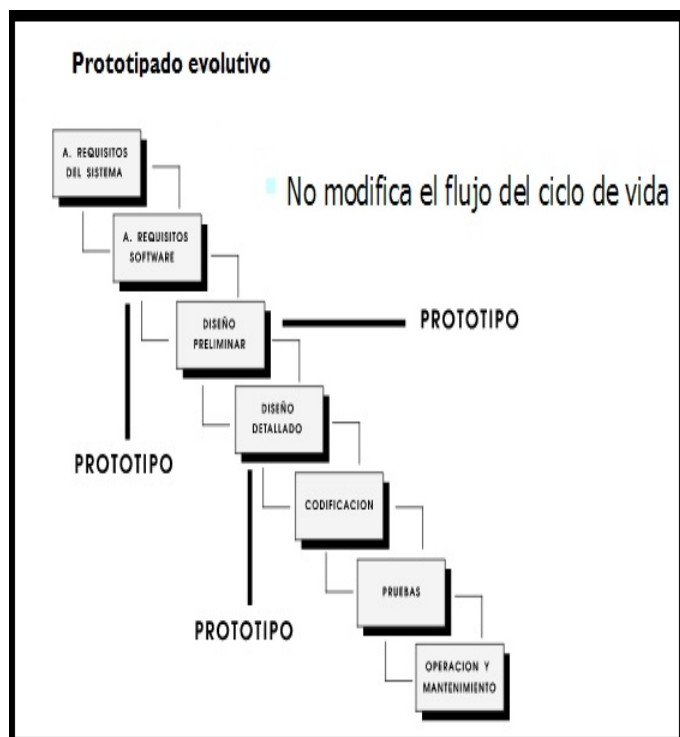 Prototipado evolutivo
A. REQUISITOS
DEL SISTEMA
No modifica el flujo del ciclo de vida
A. REQUISITOS
SOFTWARE
DISEÑO
PRELIMINAR
PROTOTIPO
DISEÑO
DETALLADO
PROTOTIPO
CODIFICACION
PRUEBAS
PROTOTIPO
OPERACION Y
MANTENIMIENTO